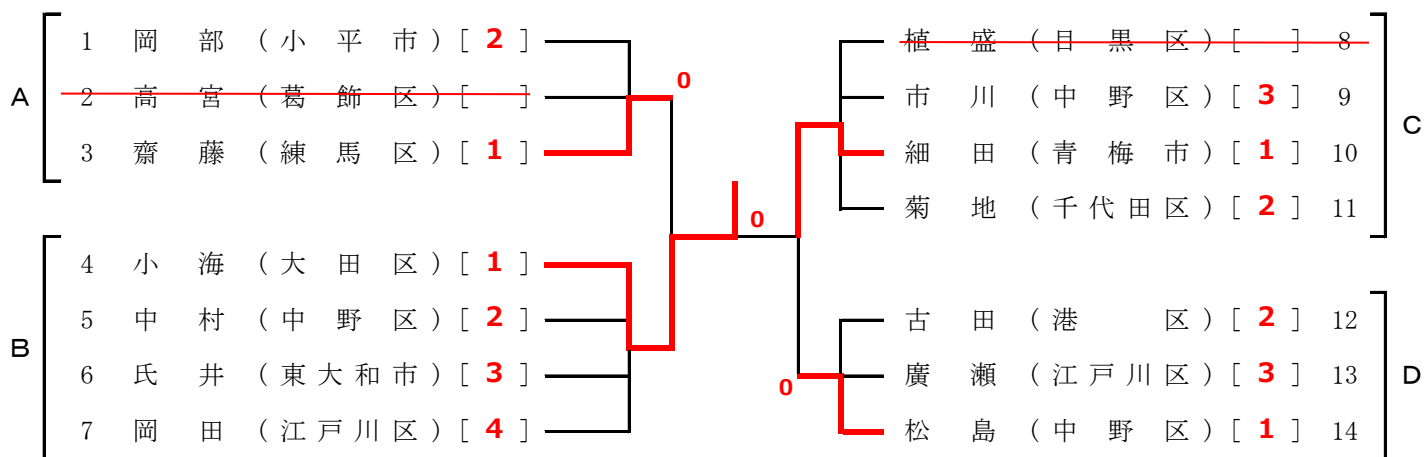 A
1 岡部（小平市）[ 2 ]
2 高宮（葛飾区）[ ]
3 齋藤（練馬区）[ 1 ]
0
B
4 小海（大田区）[ 1 ]
5 中村（中野区）[ 2 ]
6 氏井（東大和市）[ 3 ]
7 岡田（江戸川区）[ 4 ]
0
植盛（目黒区）[ ] 8
市川（中野区）[ 3 ] 9
細田（青梅市）[ 1 ] 10
菊地（千代田区）[ 2 ] 11
C
0
古田（港区）[ 2 ] 12
廣瀬（江戸川区）[ 3 ] 13
松島（中野区）[ 1 ] 14
D